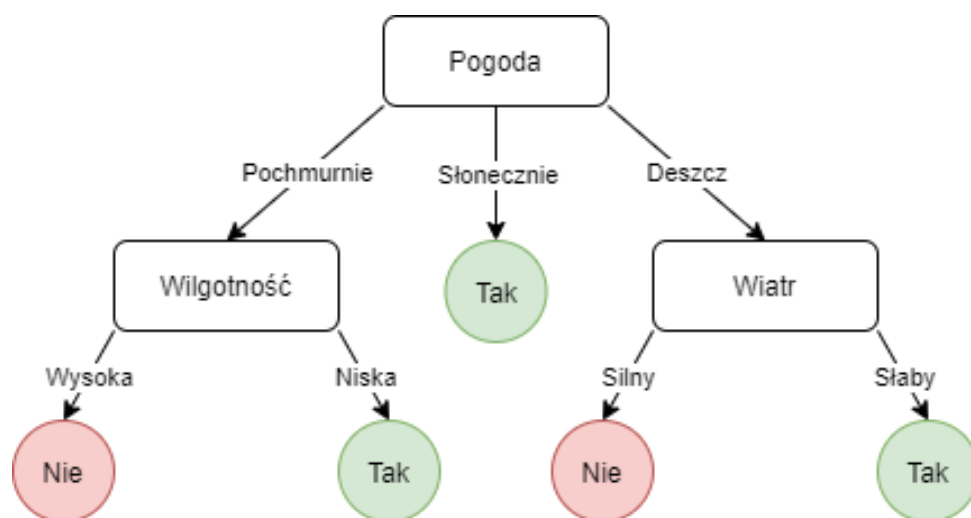 Pogoda
Pochmurnie
Słonecznie
Deszcz
Wilgotność
Tak
Wiatr
Wysoka
Niska
Silny
Słaby
Nie
Tak
Nie
Tak